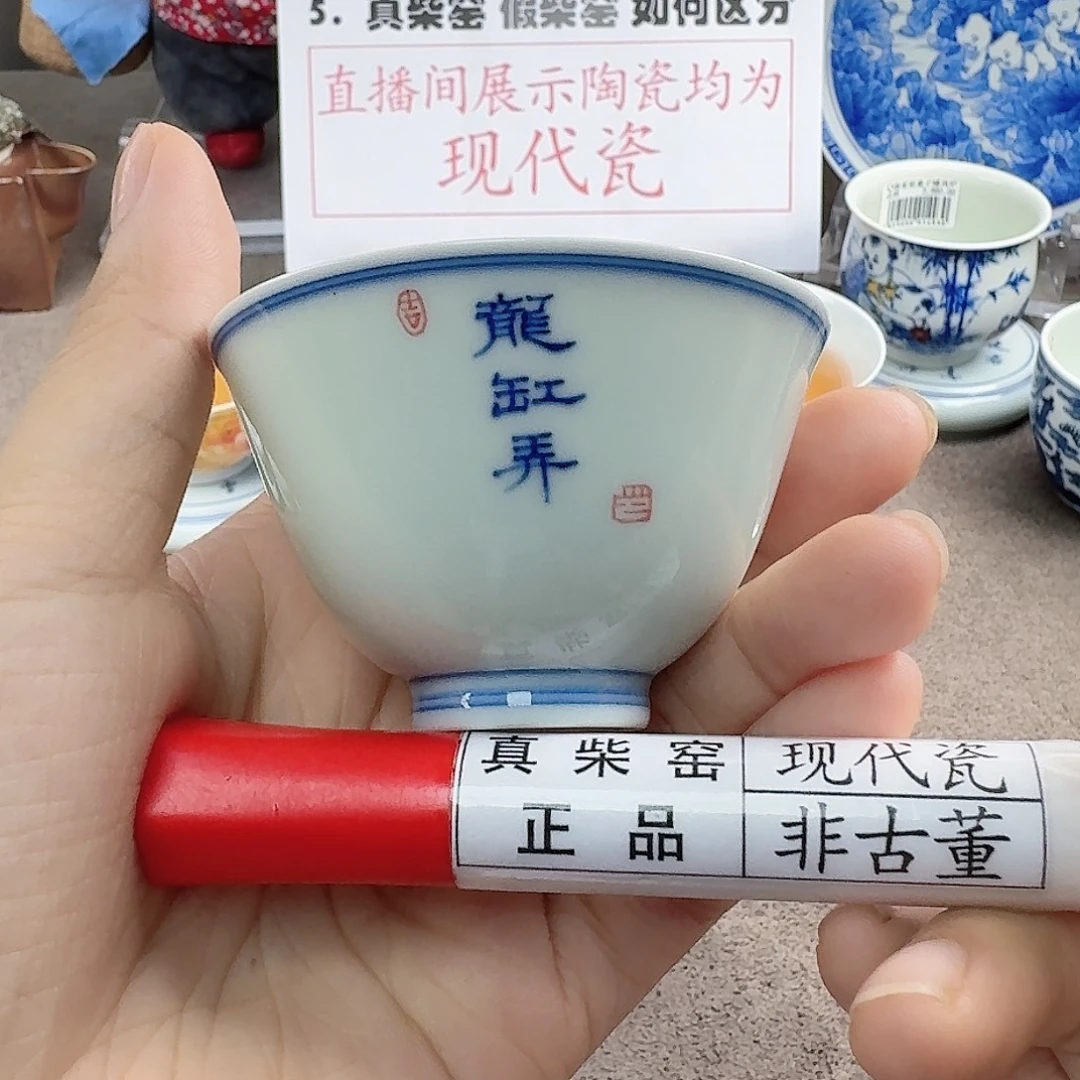 5. 真柴窑 假柴窑 如何区分
直播间展示陶瓷均为
现代瓷
龍
缸
弄
真柴窑
正品
现代瓷
非古董